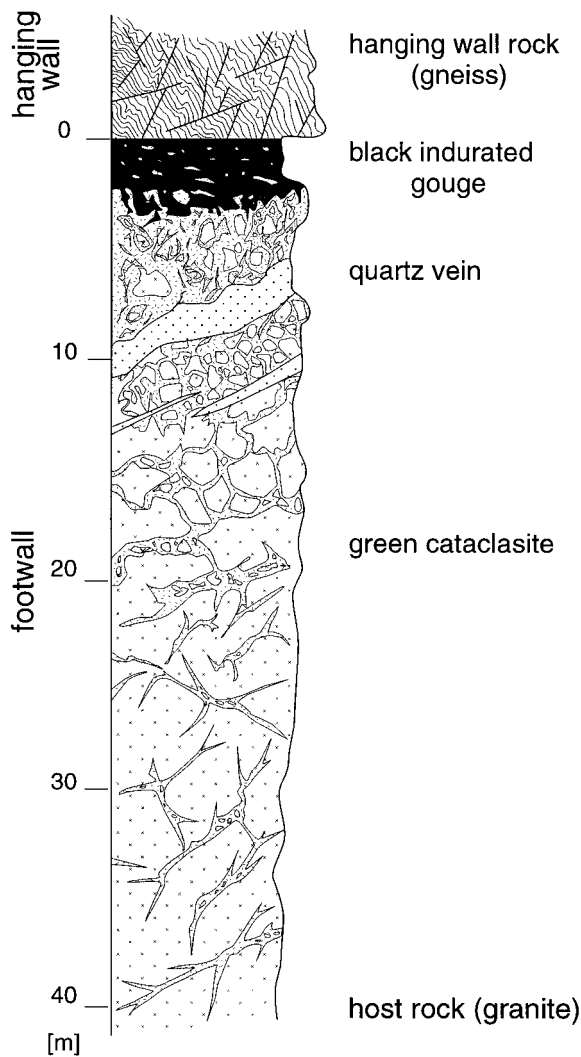 hanging
wall
hanging wall rock
(gneiss)
0
black indurated
gouge
quartz vein
10
footwall
green cataclasite
20
30
40
host rock (granite)
[m]